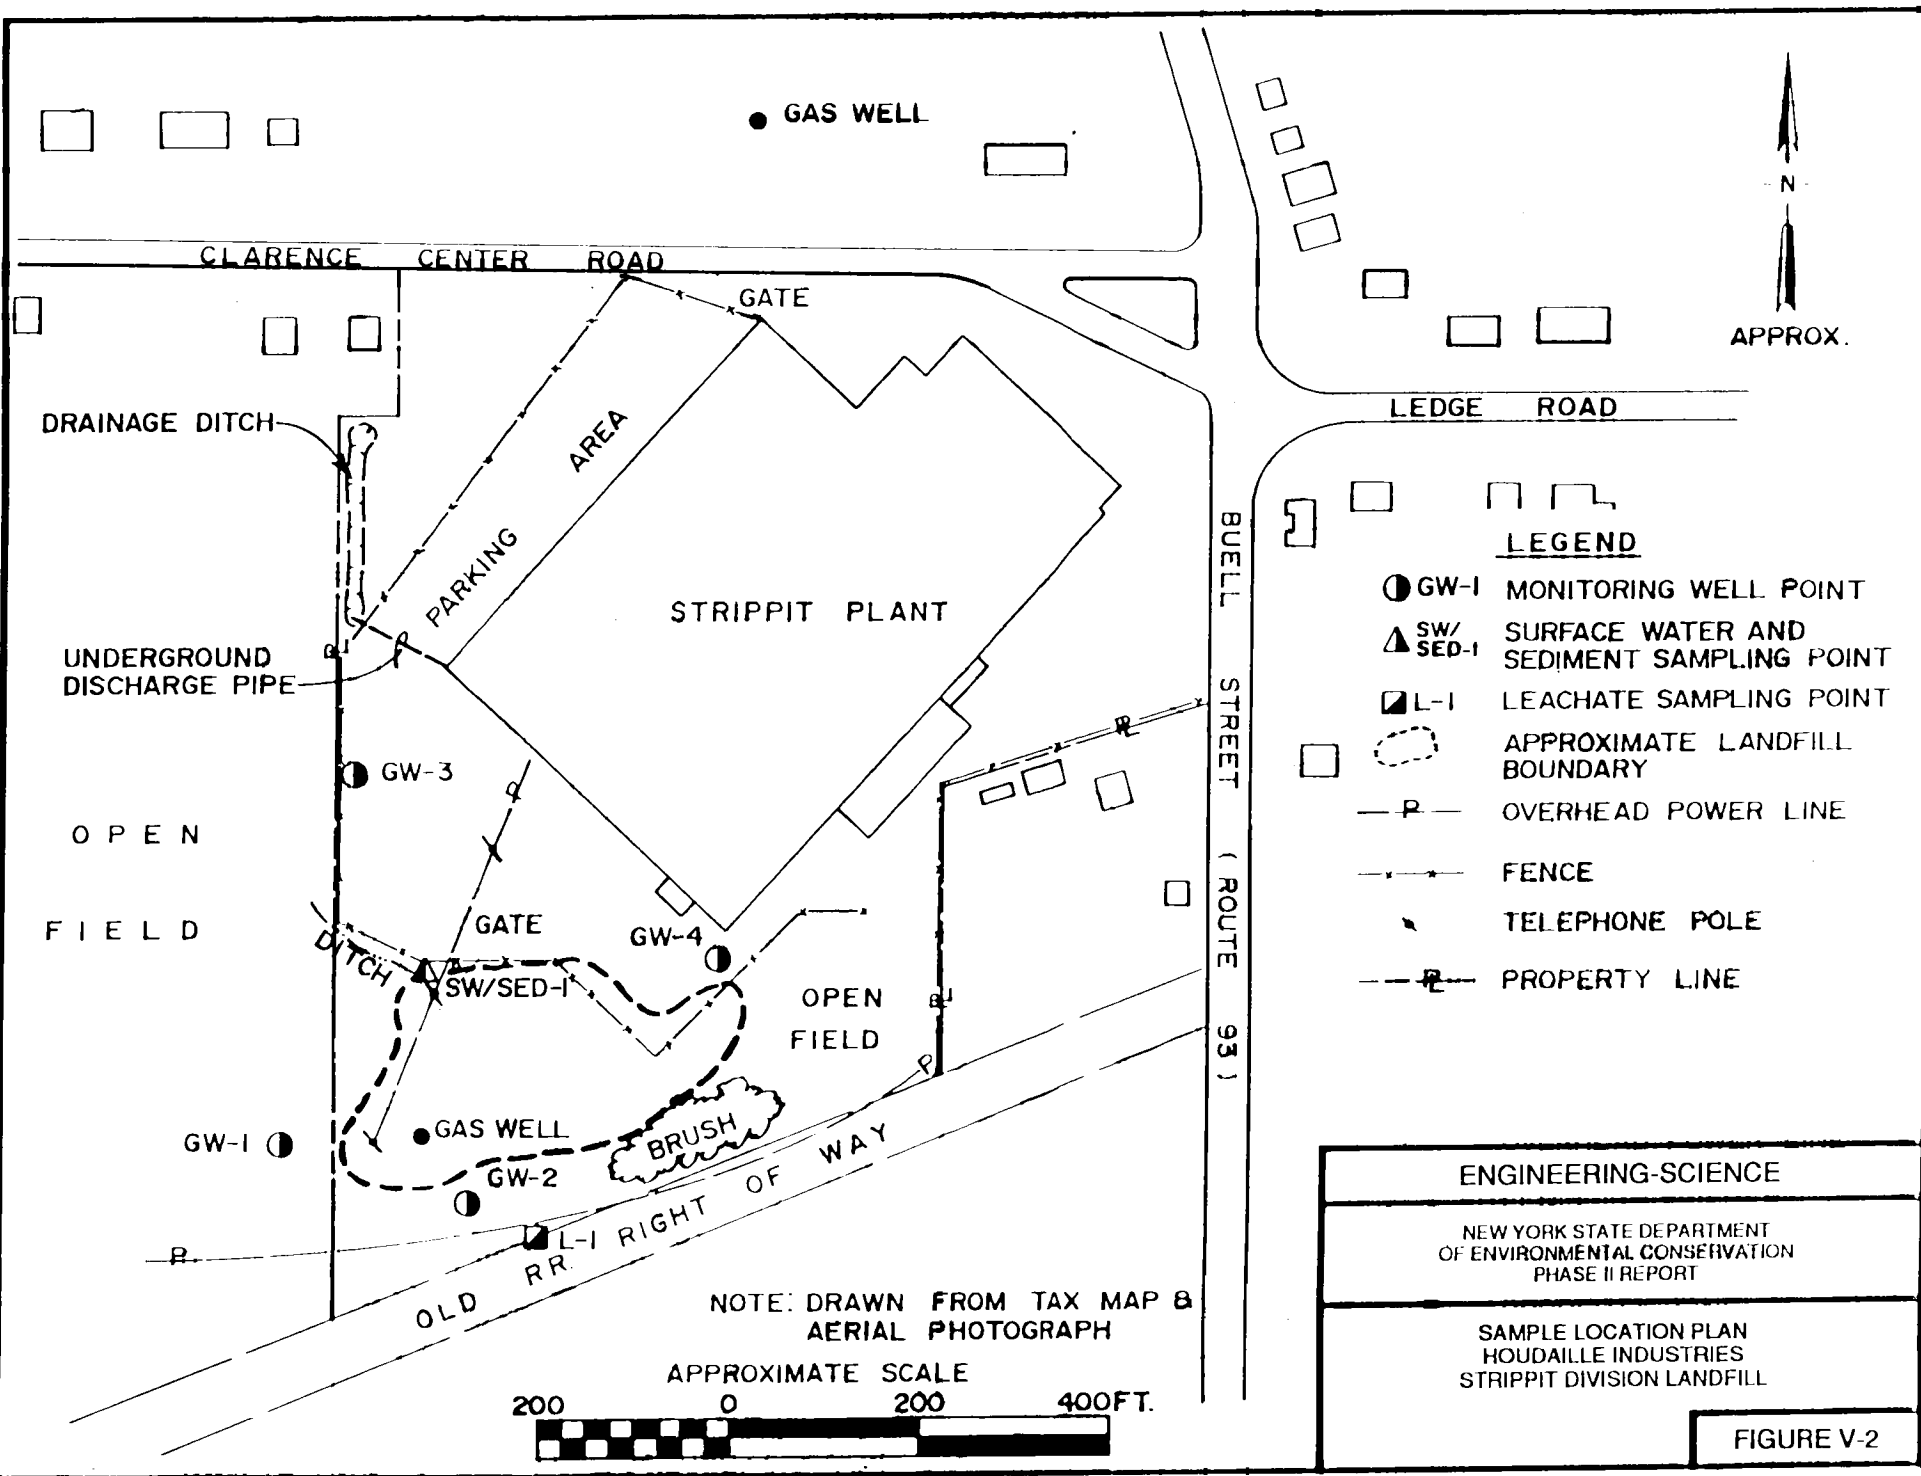 GAS WELL
N
APPROX.
CLARENCE CENTER ROAD
GATE
DRAINAGE DITCH
LEDGE ROAD
PARKING AREA
STRIPPIT PLANT
BUELL STREET (ROUTE 93)
UNDERGROUND
DISCHARGE PIPE
P
PL
PL
GW-3
P
OPEN
FIELD
DITCH
GATE
SW/SED-1
GW-4
OPEN
FIELD
PL
P
GW-1
GAS WELL
GW-2
BRUSH
P
L-1
OLD RR. RIGHT OF WAY
LEGEND
GW-1 MONITORING WELL POINT
SW/
SED-1
SURFACE WATER AND
SEDIMENT SAMPLING POINT
L-1 LEACHATE SAMPLING POINT
APPROXIMATE LANDFILL
BOUNDARY
P OVERHEAD POWER LINE
FENCE
TELEPHONE POLE
PL PROPERTY LINE
NOTE: DRAWN FROM TAX MAP &
AERIAL PHOTOGRAPH
APPROXIMATE SCALE
200 0 200 400FT.
ENGINEERING-SCIENCE
NEW YORK STATE DEPARTMENT
OF ENVIRONMENTAL CONSERVATION
PHASE II REPORT
SAMPLE LOCATION PLAN
HOUDAILLE INDUSTRIES
STRIPPIT DIVISION LANDFILL
FIGURE V-2